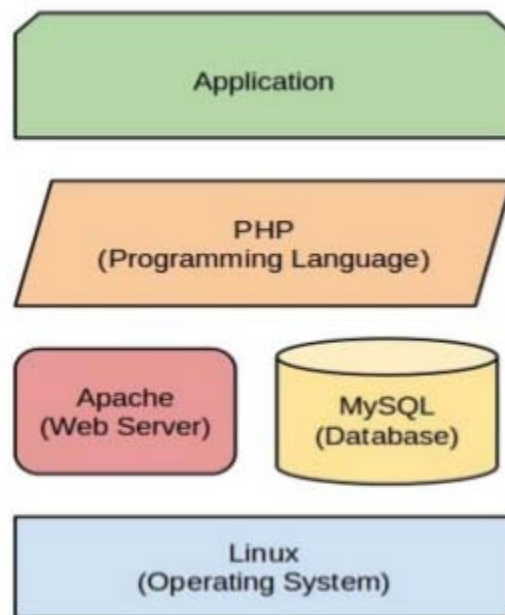 Application
PHP
(Programming Language)
Apache
(Web Server)
MySQL
(Database)
Linux
(Operating System)